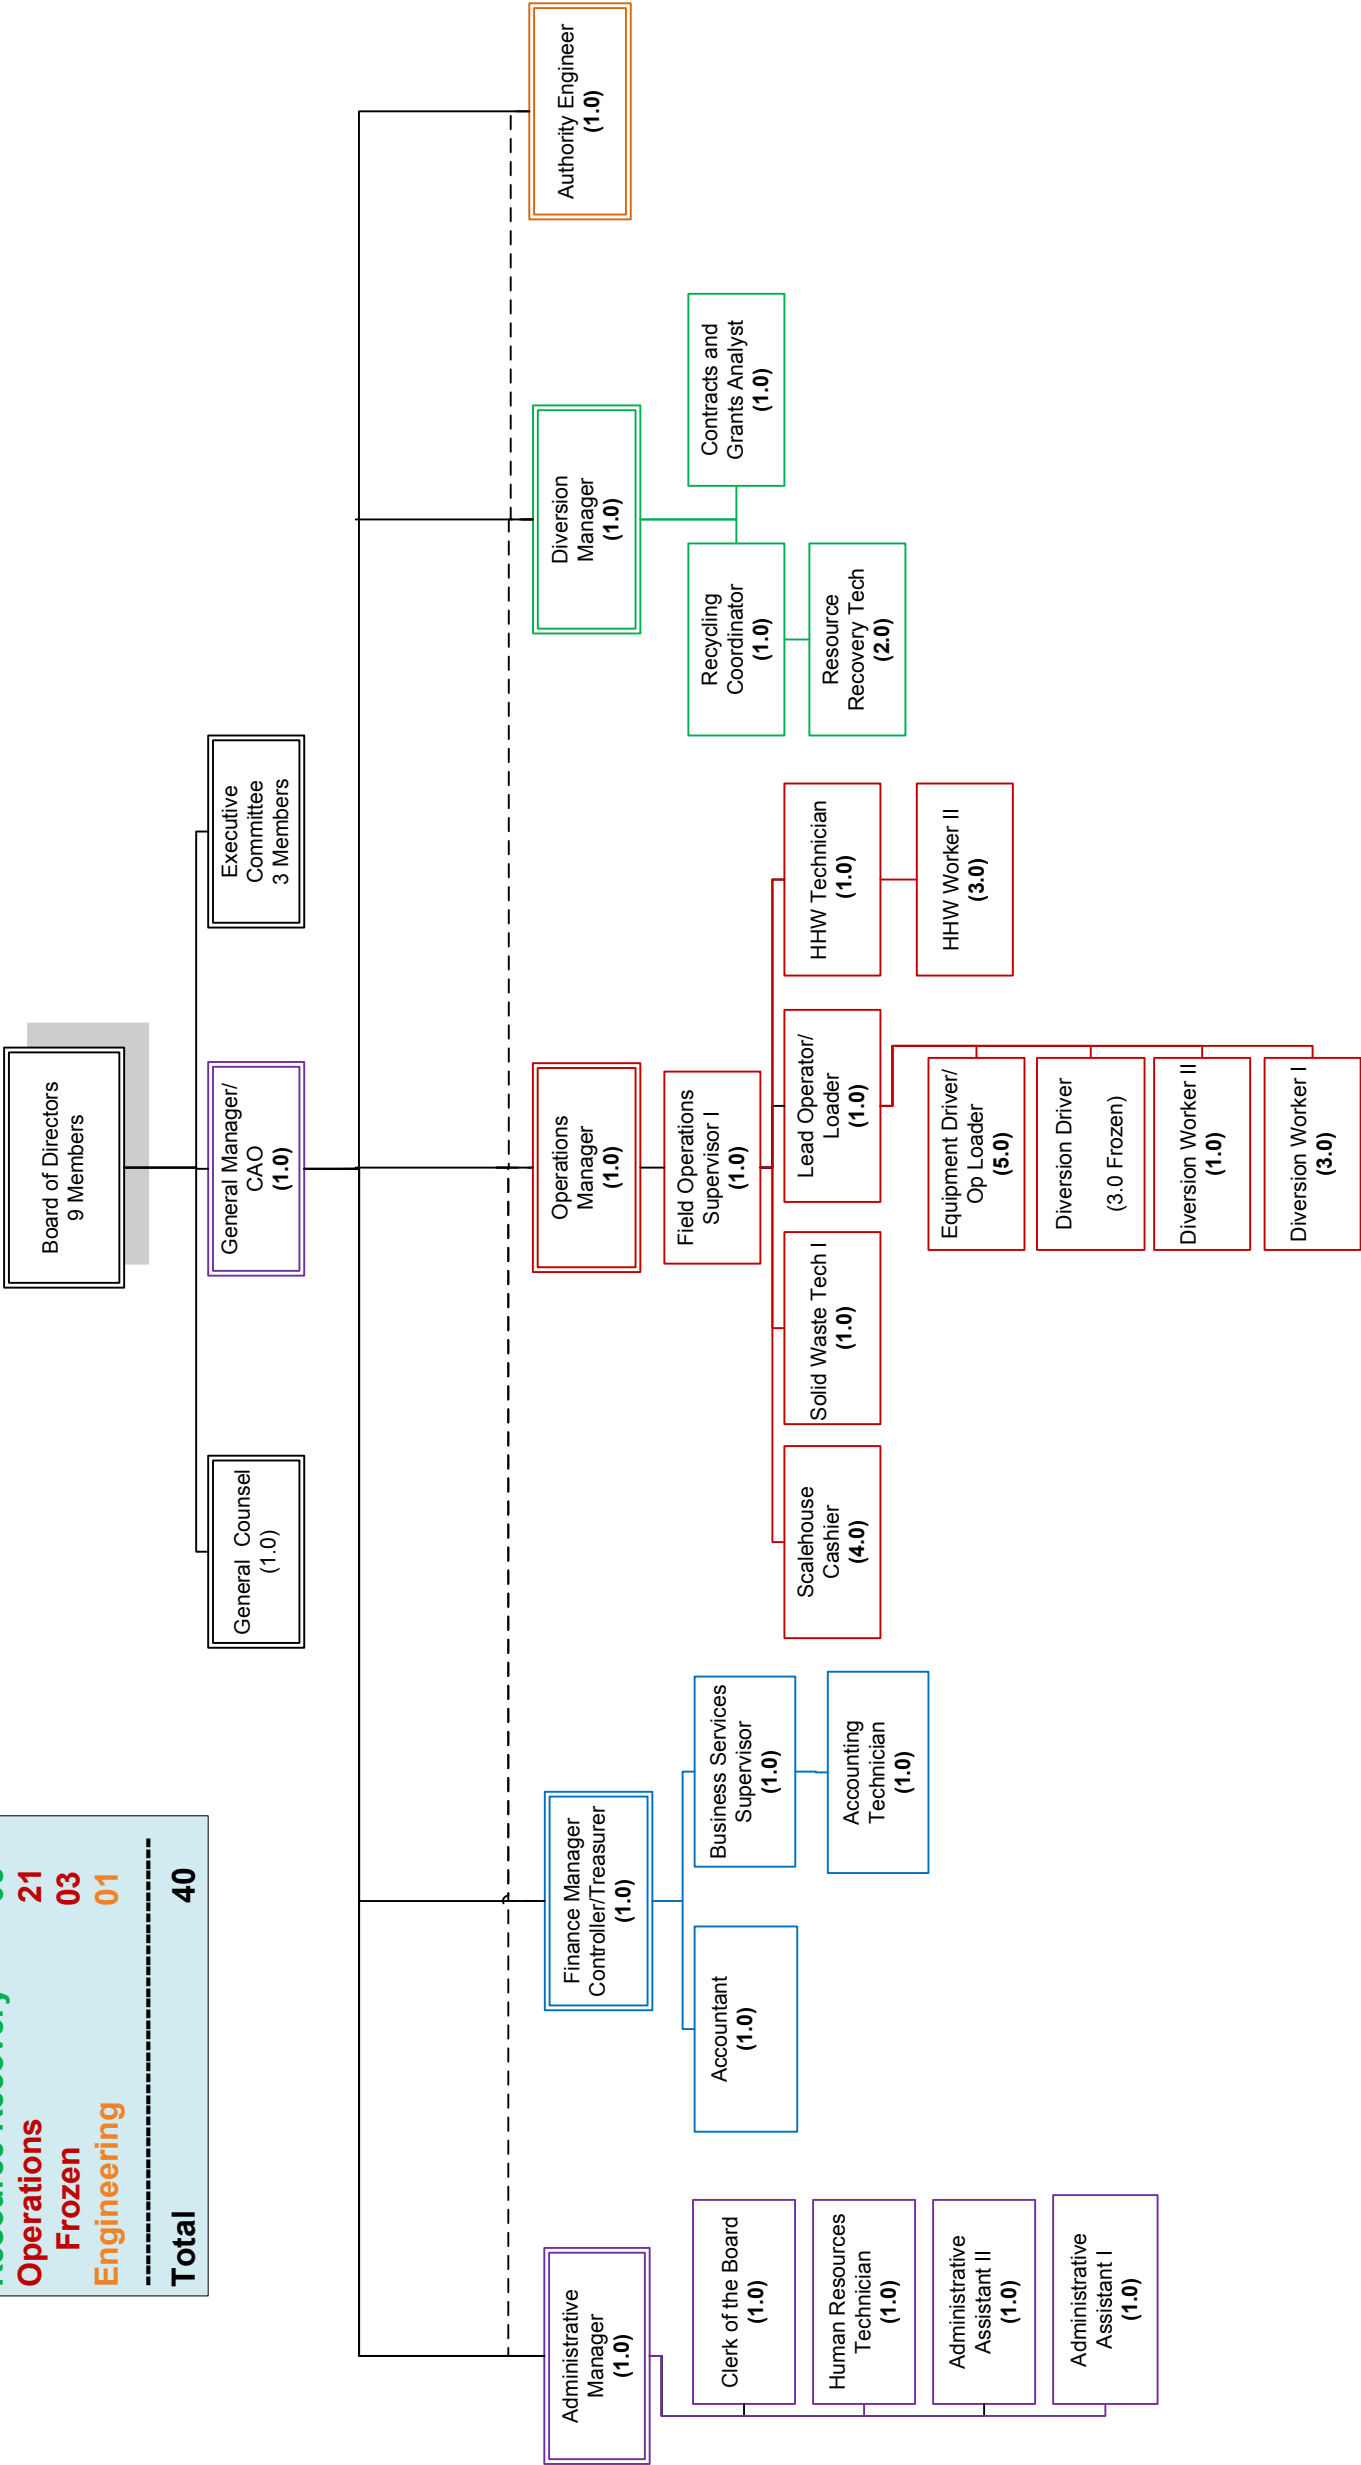 Operations 21
Frozen 03
Engineering 01
Total 40
Board of Directors
9 Members
General Counsel
(1.0)
General Manager/
CAO
(1.0)
Executive
Committee
3 Members
Administrative
Manager
(1.0)
Clerk of the Board
(1.0)
Human Resources
Technician
(1.0)
Administrative
Assistant II
(1.0)
Administrative
Assistant I
(1.0)
Finance Manager
Controller/Treasurer
(1.0)
Accountant
(1.0)
Business Services
Supervisor
(1.0)
Accounting
Technician
(1.0)
Operations
Manager
(1.0)
Field Operations
Supervisor I
(1.0)
Scalehouse
Cashier
(4.0)
Solid Waste Tech I
(1.0)
Lead Operator/
Loader
(1.0)
HHW Technician
(1.0)
HHW Worker II
(3.0)
Equipment Driver/
Op Loader
(5.0)
Diversion Driver
(3.0 Frozen)
Diversion Worker II
(1.0)
Diversion Worker I
(3.0)
Diversion
Manager
(1.0)
Recycling
Coordinator
(1.0)
Contracts and
Grants Analyst
(1.0)
Resource
Recovery Tech
(2.0)
Authority Engineer
(1.0)